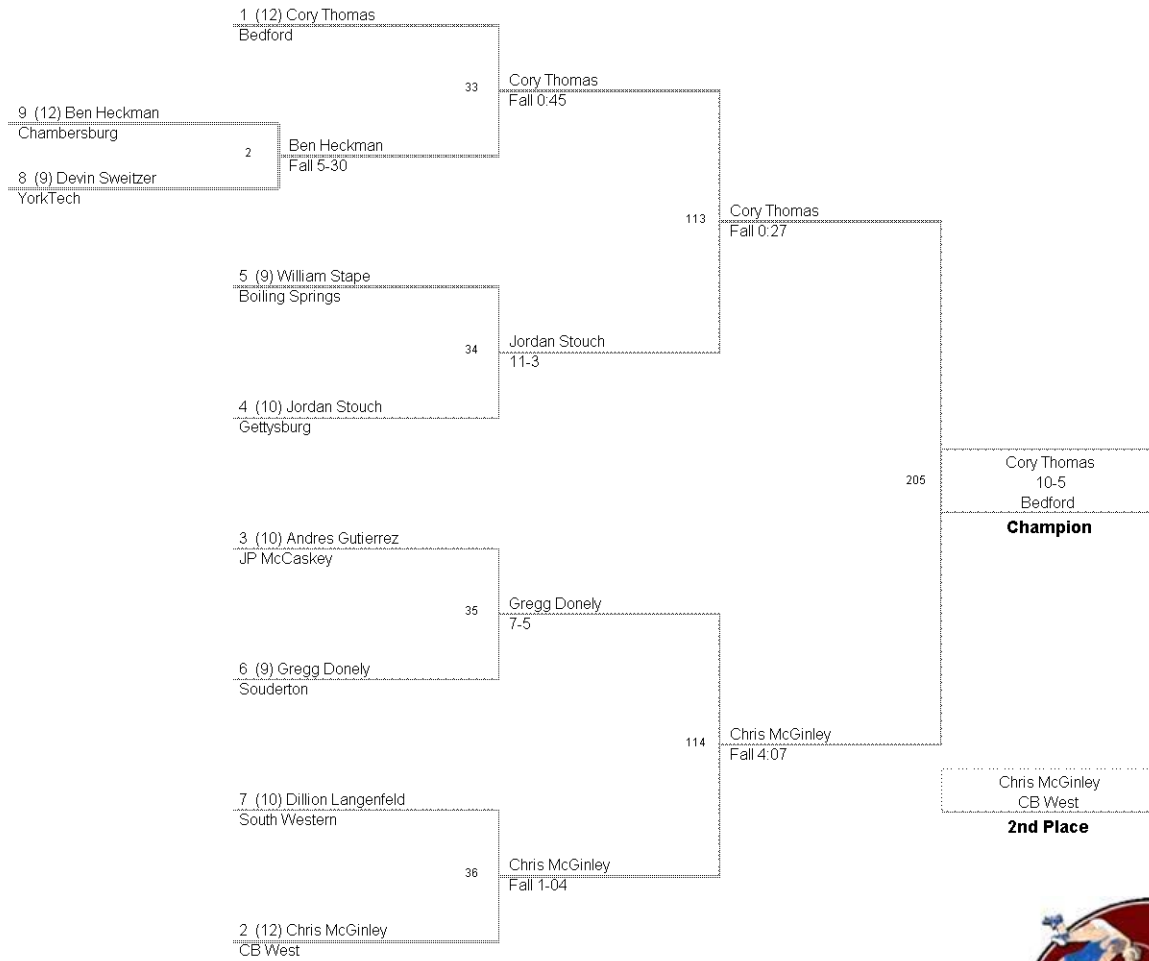 1 (12) Cory Thomas
Bedford
33
Cory Thomas
Fall 0:45
9 (12) Ben Heckman
Chambersburg
2
Ben Heckman
Fall 5-30
8 (9) Devin Sweitzer
YorkTech
113
Cory Thomas
Fall 0:27
5 (9) William Stape
Boiling Springs
34
Jordan Stouch
11-3
4 (10) Jordan Stouch
Gettysburg
205
Cory Thomas
10-5
Bedford
Champion
3 (10) Andres Gutierrez
JP McCaskey
35
Gregg Donely
7-5
6 (9) Gregg Donely
Souderton
114
Chris McGinley
Fall 4:07
Chris McGinley
CB West
2nd Place
7 (10) Dillion Langenfeld
South Western
36
Chris McGinley
Fall 1-04
2 (12) Chris McGinley
CB West